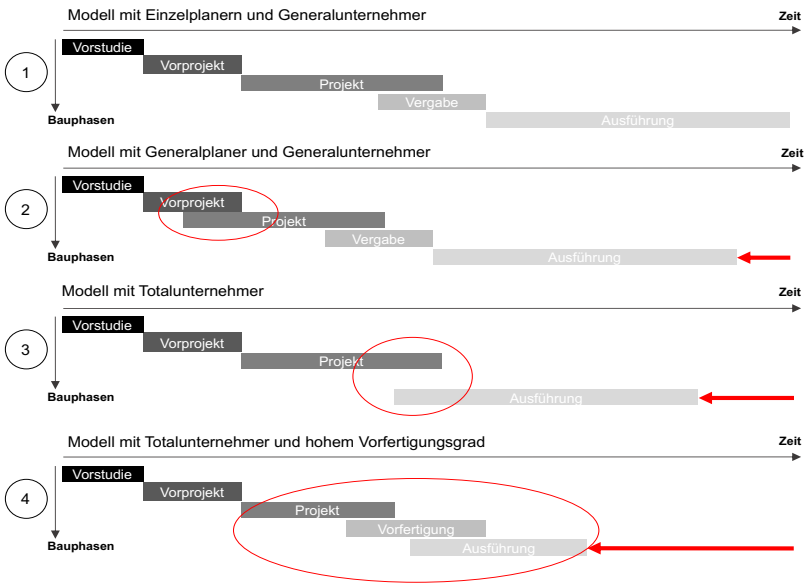 Modell mit Einzelplanern und Generalunternehmer
Zeit
1
Vorstudie
Vorprojekt
Projekt
Vergabe
Ausführung
Bauphasen
Modell mit Generalplaner und Generalunternehmer
Zeit
2
Vorstudie
Vorprojekt
Projekt
Vergabe
Ausführung
Bauphasen
Modell mit Totalunternehmer
Zeit
3
Vorstudie
Vorprojekt
Projekt
Ausführung
Bauphasen
Modell mit Totalunternehmer und hohem Vorfertigungsgrad
Zeit
4
Vorstudie
Vorprojekt
Projekt
Vorfertigung
Ausführung
Bauphasen